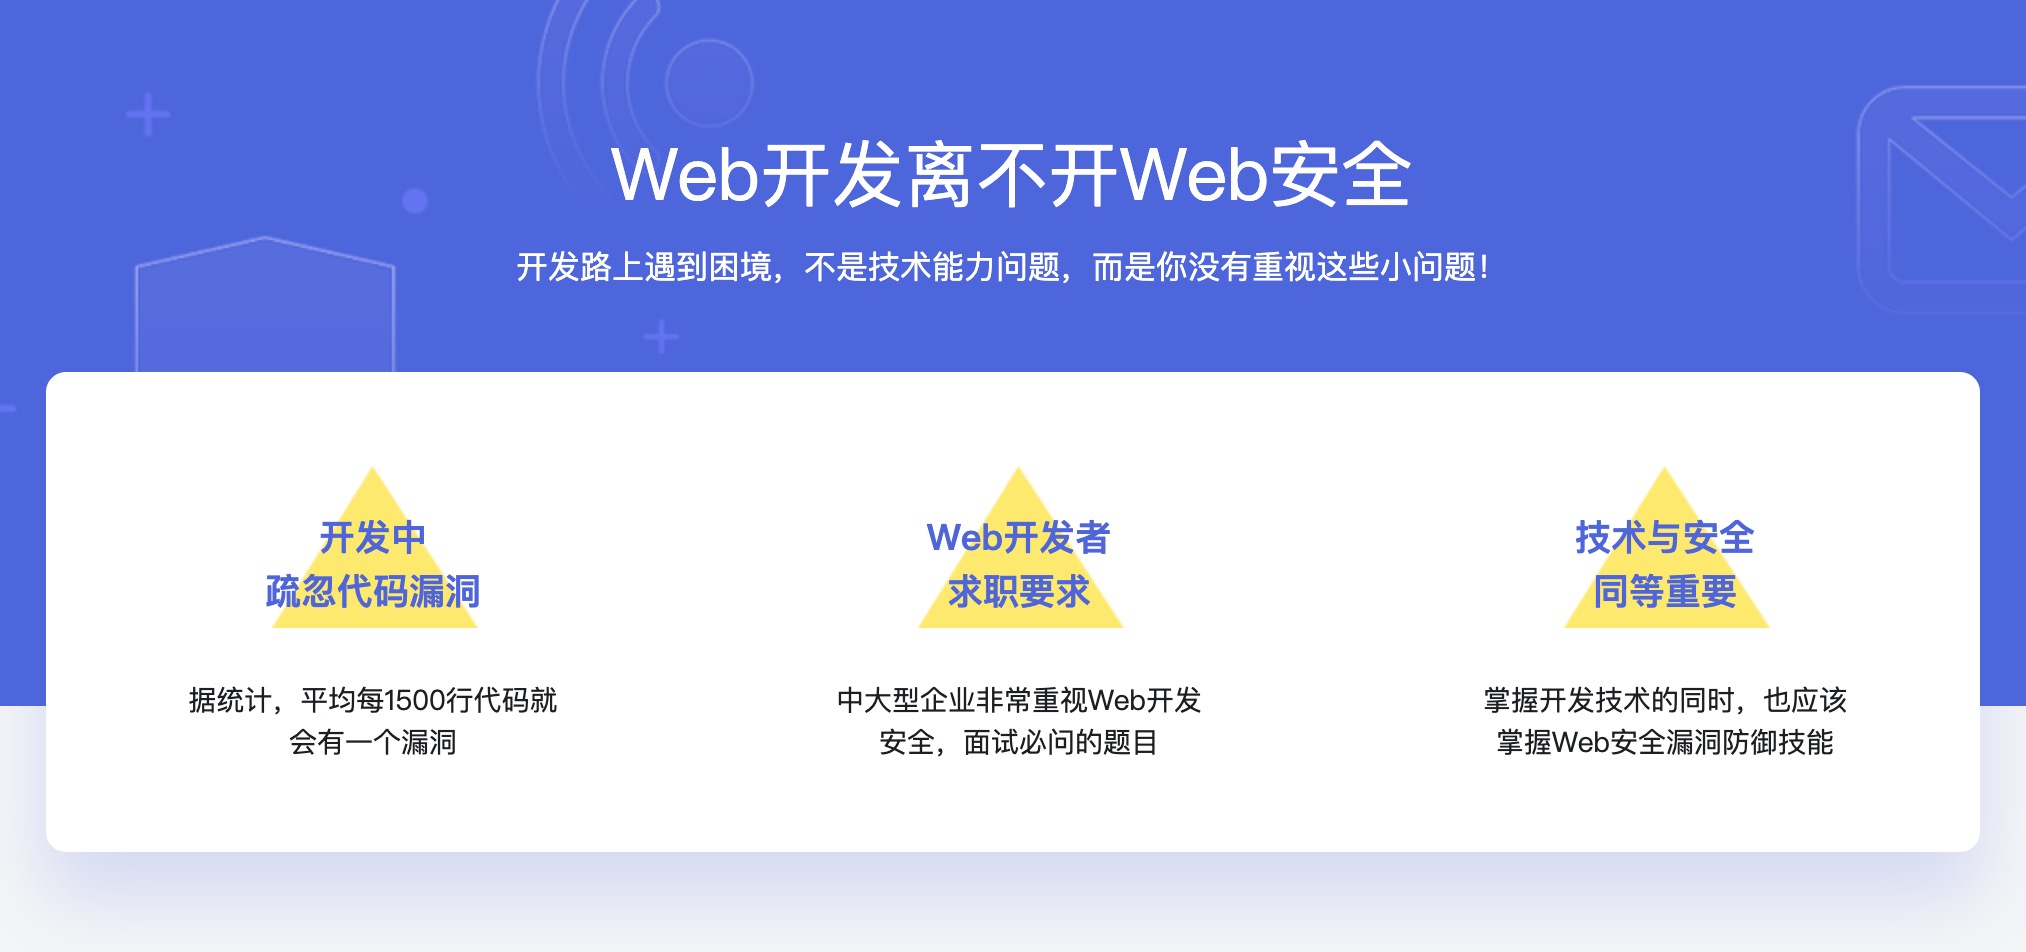 Web开发离不开Web安全
开发路上遇到困境，不是技术能力问题，而是你没有重视这些小问题！
开发中
疏忽代码漏洞
据统计，平均每1500行代码就
会有一个漏洞
Web开发者
求职要求
中大型企业非常重视Web开发
安全，面试必问的题目
技术与安全
同等重要
掌握开发技术的同时，也应该
掌握Web安全漏洞防御技能